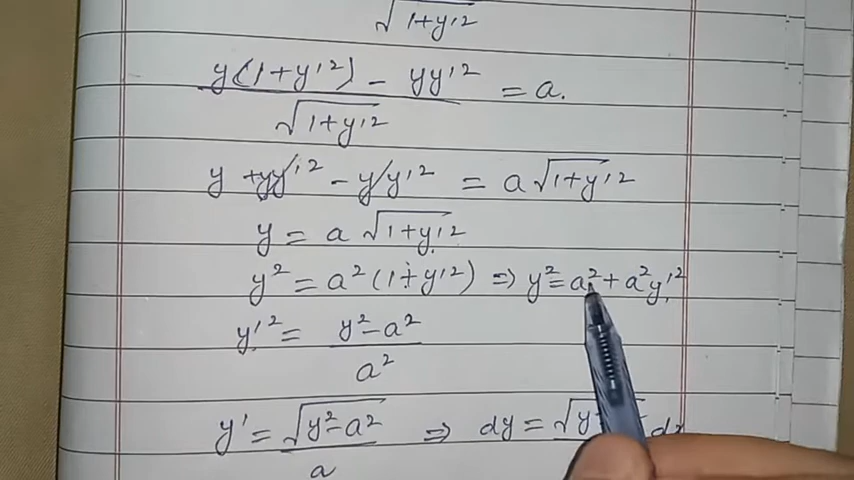 √(1+y'²)
y(1+y'²) - yy'² / √(1+y'²) = a.
y + yy'² - yy'² = a√(1+y'²)
y = a √(1+y'²)
y² = a²(1+y'²) ⇒ y² = a² + a²y'²
y'² = y²-a² / a²
y' = √(y²-a²) / a ⇒ dy = √y